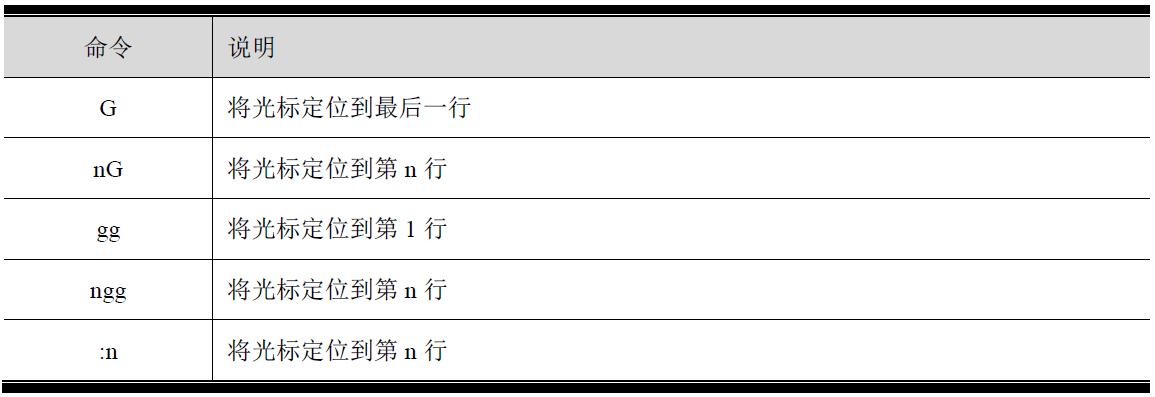 命令 说明
G 将光标定位到最后一行
nG 将光标定位到第 n 行
gg 将光标定位到第 1 行
ngg 将光标定位到第 n 行
:n 将光标定位到第 n 行